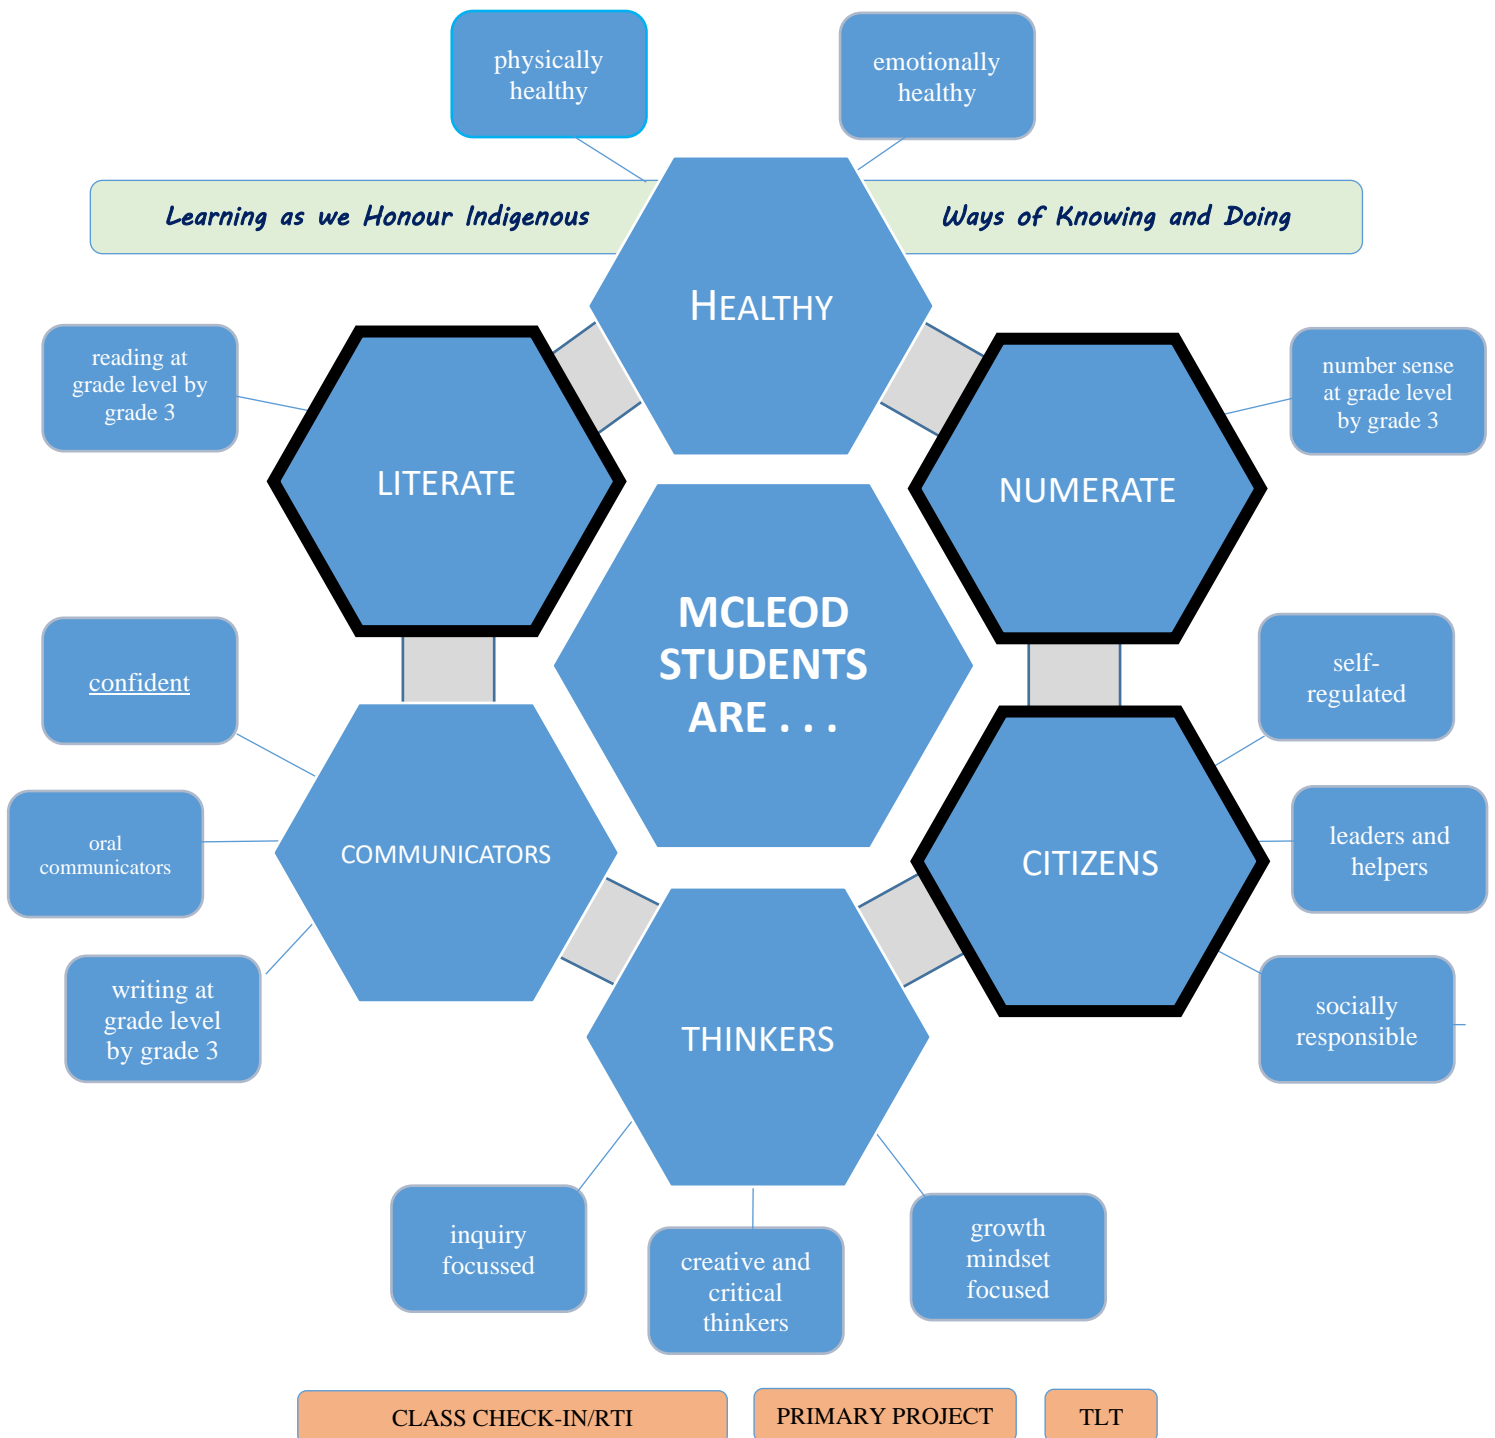 physically
healthy
emotionally
healthy
Learning as we Honour Indigenous
Ways of Knowing and Doing
HEALTHY
reading at
grade level by
grade 3
LITERATE
number sense
at grade level
by grade 3
NUMERATE
MCLEOD
STUDENTS
ARE . . .
confident
self-
regulated
oral
communicators
COMMUNICATORS
CITIZENS
leaders and
helpers
writing at
grade level
by grade 3
socially
responsible
THINKERS
inquiry
focussed
creative and
critical
thinkers
growth
mindset
focused
CLASS CHECK-IN/RTI
PRIMARY PROJECT
TLT